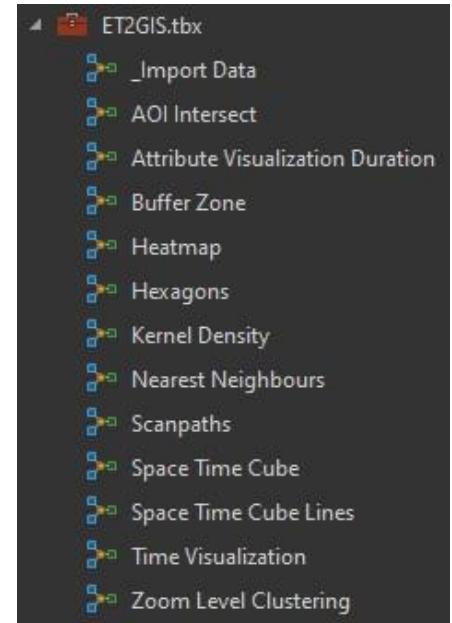 ET2GIS.tbx
_Import Data
AOI Intersect
Attribute Visualization Duration
Buffer Zone
Heatmap
Hexagons
Kernel Density
Nearest Neighbours
Scanpaths
Space Time Cube
Space Time Cube Lines
Time Visualization
Zoom Level Clustering